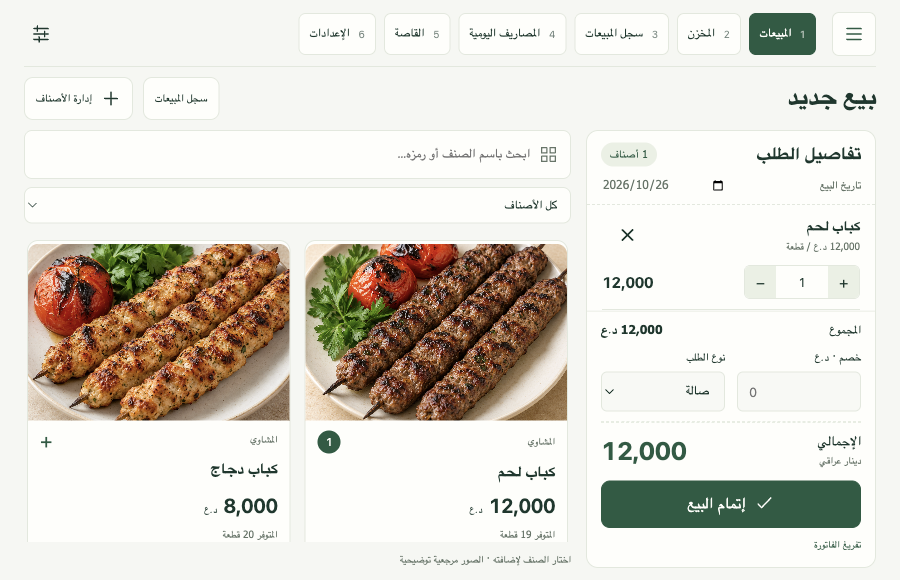 المبيعات 1
المخزن 2
سجل المبيعات 3
المصاريف اليومية 4
القاصة 5
الإعدادات 6
بيع جديد
سجل المبيعات
إدارة الأصناف
تفاصيل الطلب
1 أصناف
تاريخ البيع
2026/10/26
كباب لحم
12,000 د.ع / قطعة
+ 1 −
12,000
المجموع
12,000 د.ع
خصم · د.ع
نوع الطلب
0
صالة
الإجمالي
دينار عراقي
12,000
إتمام البيع
تفريغ الفاتورة
ابحث باسم الصنف أو رمزه...
كل الأصناف
المشاوي
1
كباب لحم
12,000 د.ع
المتوفر 19 قطعة
المشاوي
+
كباب دجاج
8,000 د.ع
المتوفر 20 قطعة
اختار الصنف لإضافته · الصور مرجعية توضيحية